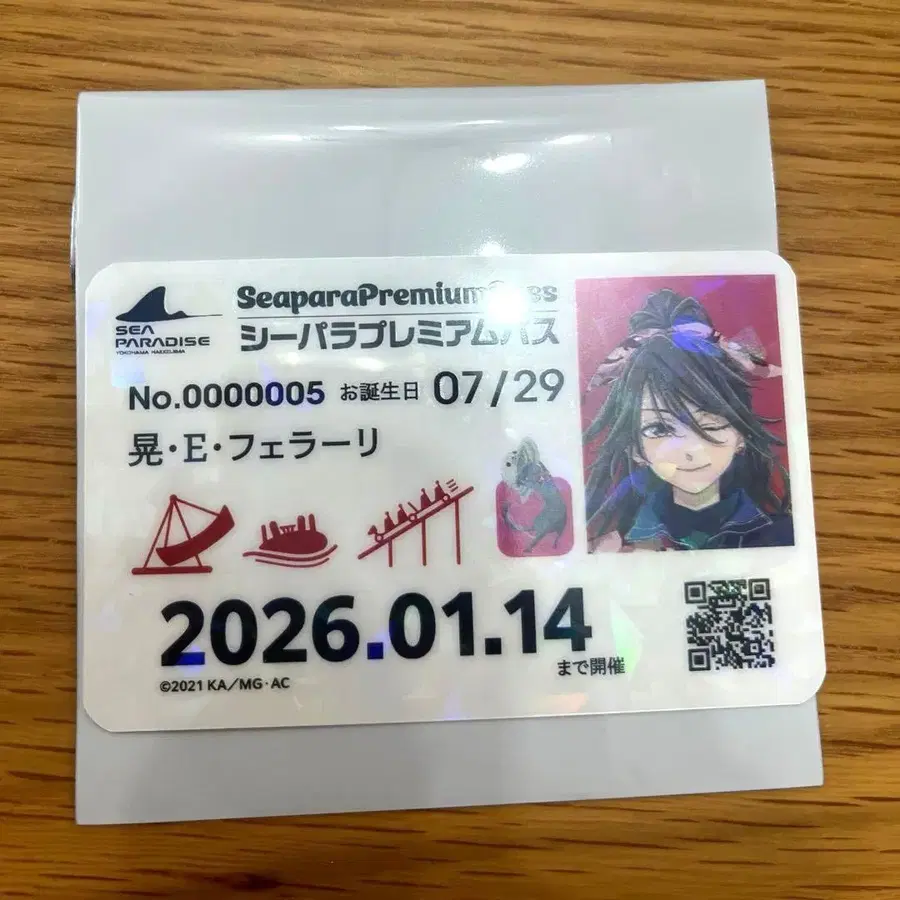 SEA
PARADISE
YOKOHAMA HAKKEIJIMA
SeaparaPremiumPass
シーパラプレミアムパス
No.0000005 お誕生日 07/29
晃・E・フェラーリ
2026.01.14
まで開催
©2021 KA／MG・AC